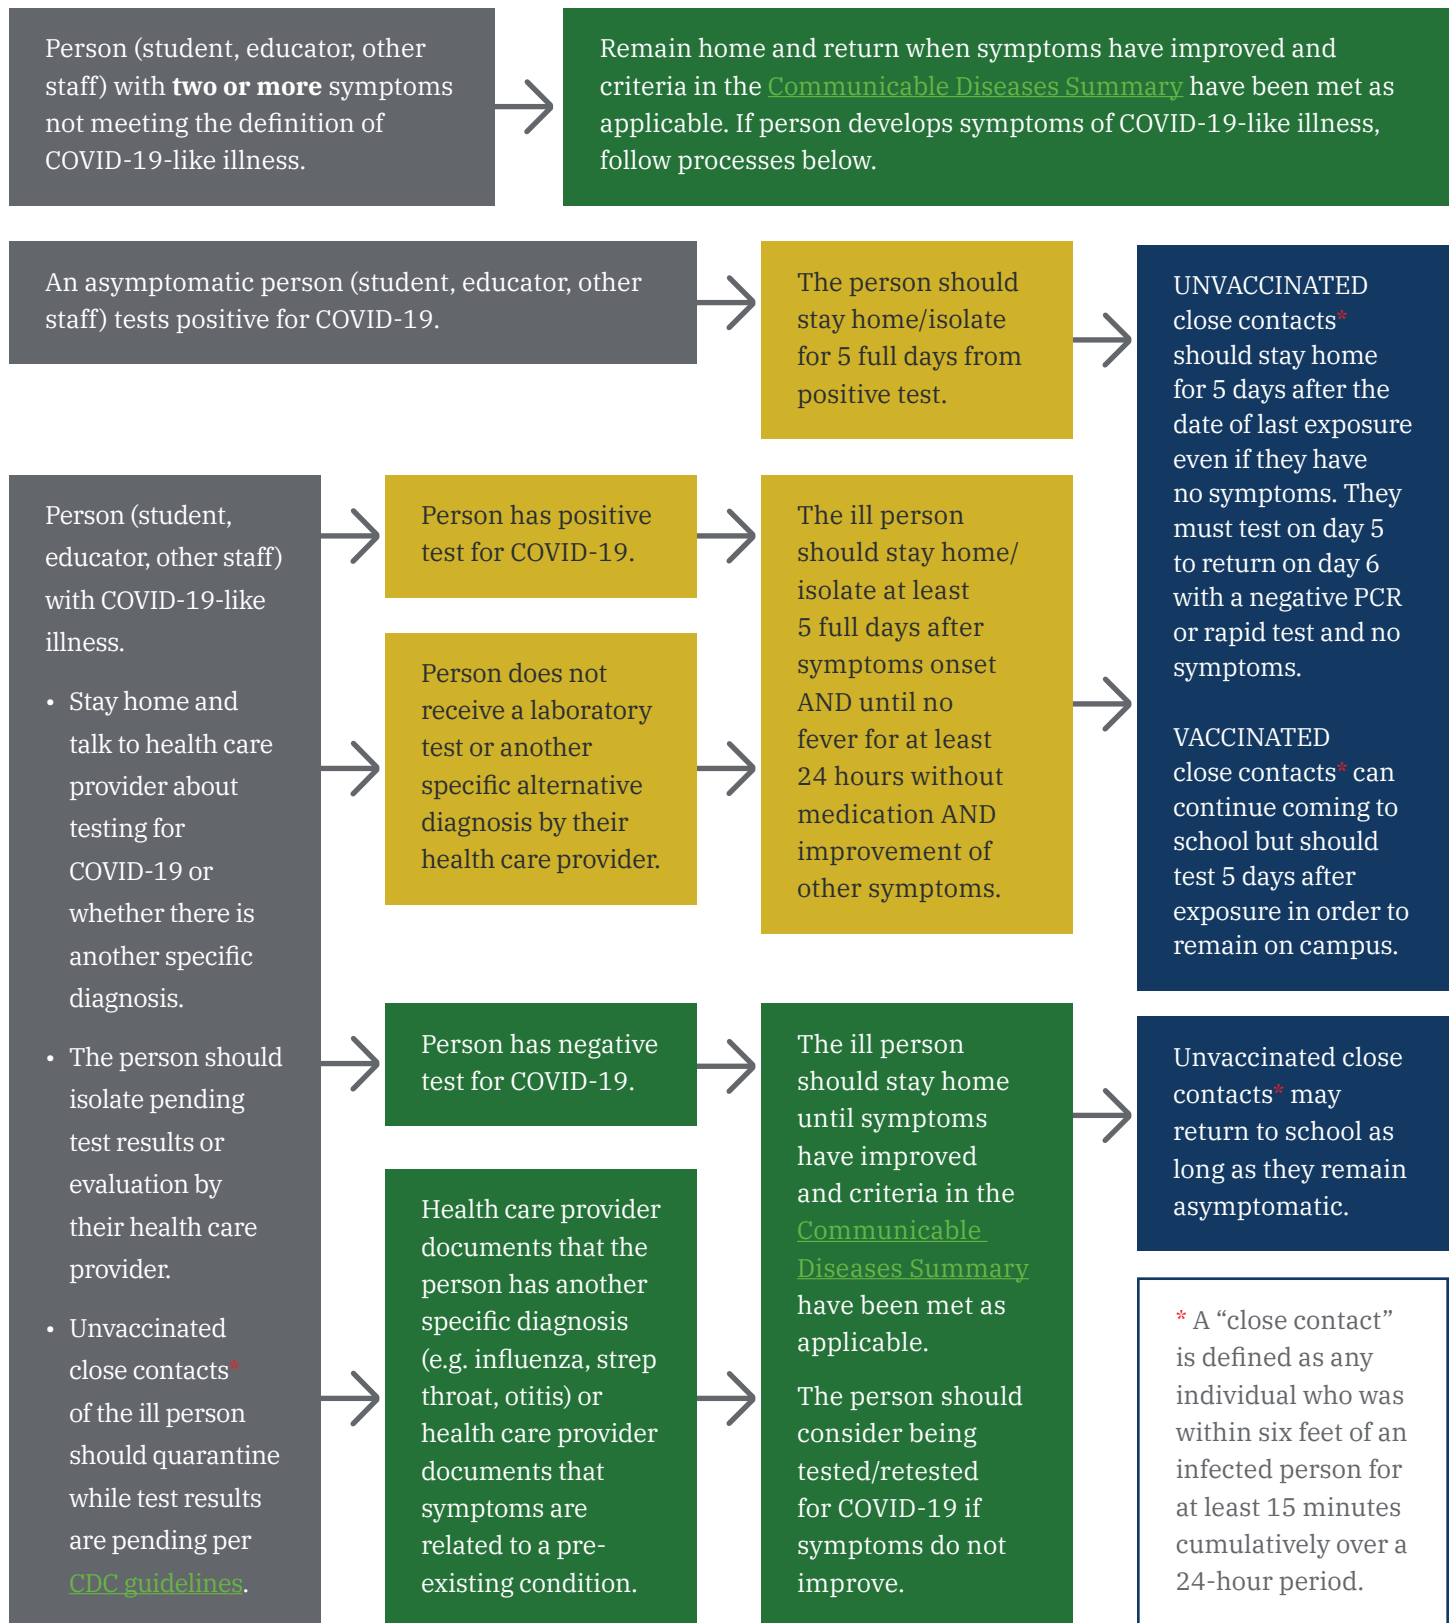 Person (student, educator, other
staff) with two or more symptoms
not meeting the definition of
COVID-19-like illness.
Remain home and return when symptoms have improved and
criteria in the Communicable Diseases Summary have been met as
applicable. If person develops symptoms of COVID-19-like illness,
follow processes below.
An asymptomatic person (student, educator, other
staff) tests positive for COVID-19.
The person should
stay home/isolate
for 5 full days from
positive test.
UNVACCINATED
close contacts*
should stay home
for 5 days after the
date of last exposure
even if they have
no symptoms. They
must test on day 5
to return on day 6
with a negative PCR
or rapid test and no
symptoms.
VACCINATED
close contacts* can
continue coming to
school but should
test 5 days after
exposure in order to
remain on campus.
Person (student,
educator, other staff)
with COVID-19-like
illness.
• Stay home and
talk to health care
provider about
testing for
COVID-19 or
whether there is
another specific
diagnosis.
• The person should
isolate pending
test results or
evaluation by
their health care
provider.
• Unvaccinated
close contacts*
of the ill person
should quarantine
while test results
are pending per
CDC guidelines.
Person has positive
test for COVID-19.
Person does not
receive a laboratory
test or another
specific alternative
diagnosis by their
health care provider.
The ill person
should stay home/
isolate at least
5 full days after
symptoms onset
AND until no
fever for at least
24 hours without
medication AND
improvement of
other symptoms.
Person has negative
test for COVID-19.
Health care provider
documents that the
person has another
specific diagnosis
(e.g. influenza, strep
throat, otitis) or
health care provider
documents that
symptoms are
related to a pre-
existing condition.
The ill person
should stay home
until symptoms
have improved
and criteria in the
Communicable
Diseases Summary
have been met as
applicable.
The person should
consider being
tested/retested
for COVID-19 if
symptoms do not
improve.
Unvaccinated close
contacts* may
return to school as
long as they remain
asymptomatic.
* A “close contact”
is defined as any
individual who was
within six feet of an
infected person for
at least 15 minutes
cumulatively over a
24-hour period.